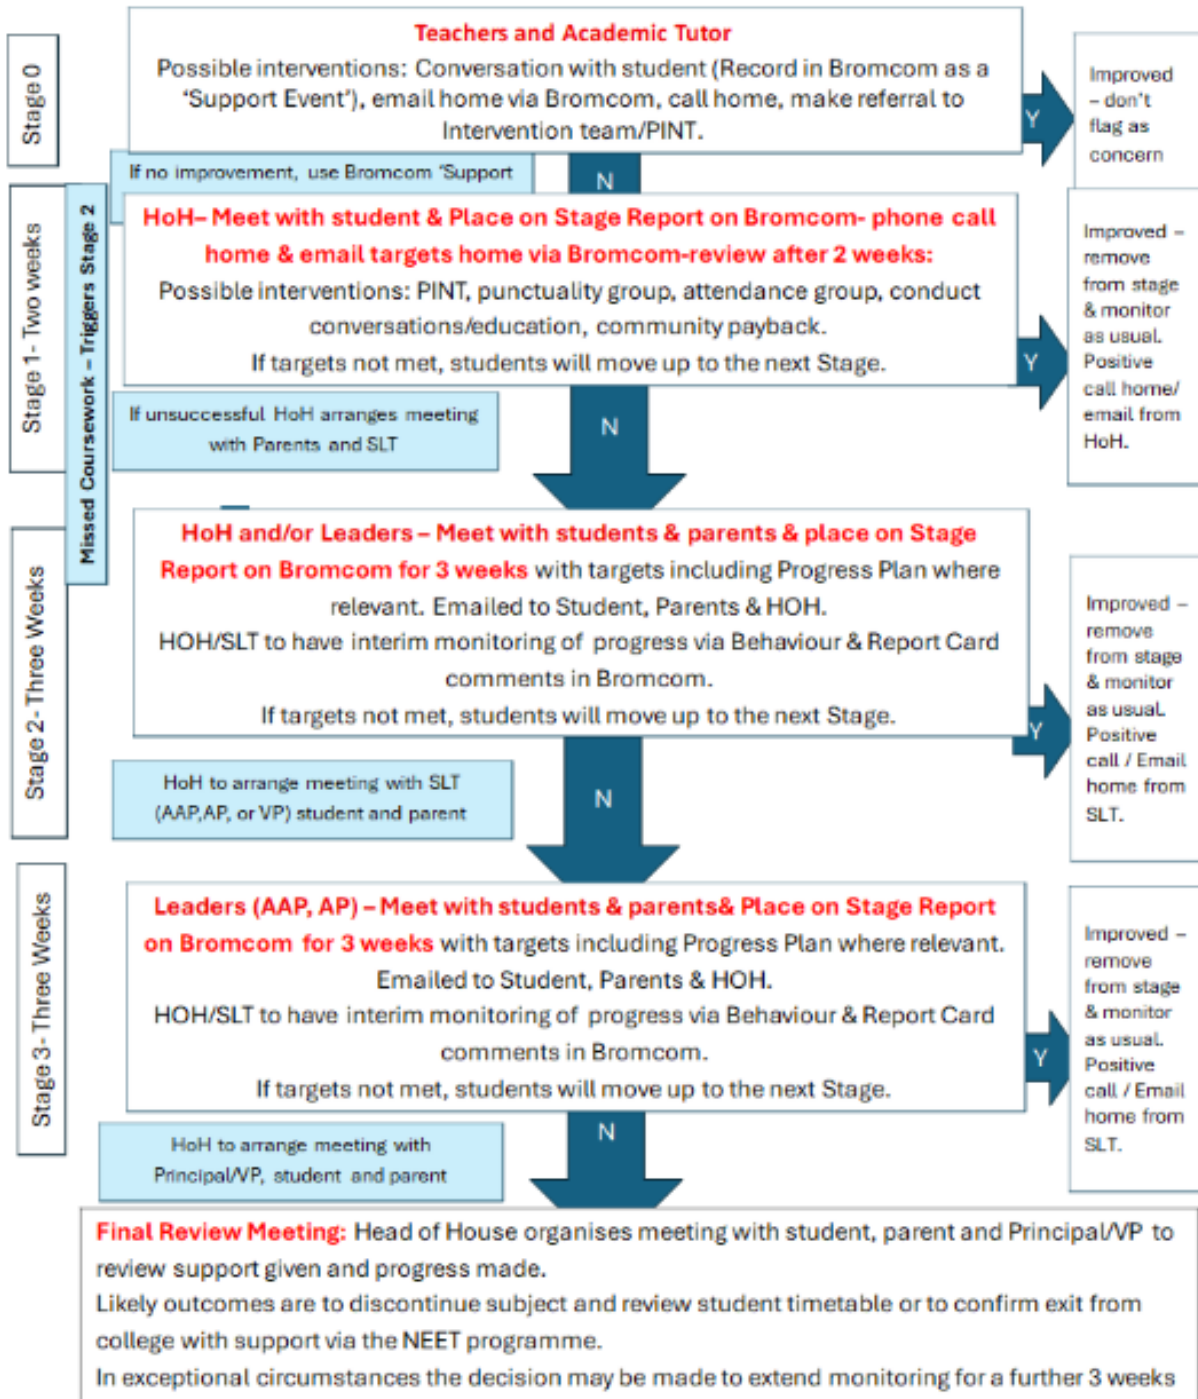 Stage 0
Teachers and Academic Tutor
Possible interventions: Conversation with student (Record in Bromcom as a
‘Support Event’), email home via Bromcom, call home, make referral to
Intervention team/PINT.
Y
Improved
– don’t
flag as
concern
If no improvement, use Bromcom ‘Support
N
Stage 1- Two weeks
Missed Coursework – Triggers Stage 2
HoH– Meet with student & Place on Stage Report on Bromcom- phone call
home & email targets home via Bromcom-review after 2 weeks:
Possible interventions: PINT, punctuality group, attendance group, conduct
conversations/education, community payback.
If targets not met, students will move up to the next Stage.
Y
Improved –
remove
from stage
& monitor
as usual.
Positive
call home/
email from
HoH.
If unsuccessful HoH arranges meeting
with Parents and SLT
N
Stage 2- Three Weeks
HoH and/or Leaders – Meet with students & parents & place on Stage
Report on Bromcom for 3 weeks with targets including Progress Plan where
relevant. Emailed to Student, Parents & HOH.
HOH/SLT to have interim monitoring of progress via Behaviour & Report Card
comments in Bromcom.
If targets not met, students will move up to the next Stage.
Y
Improved –
remove
from stage
& monitor
as usual.
Positive
call / Email
home from
SLT.
HoH to arrange meeting with SLT
(AAP,AP, or VP) student and parent
N
Stage 3- Three Weeks
Leaders (AAP, AP) – Meet with students & parents& Place on Stage Report
on Bromcom for 3 weeks with targets including Progress Plan where relevant.
Emailed to Student, Parents & HOH.
HOH/SLT to have interim monitoring of progress via Behaviour & Report Card
comments in Bromcom.
If targets not met, students will move up to the next Stage.
Y
Improved –
remove
from stage
& monitor
as usual.
Positive
call / Email
home from
SLT.
HoH to arrange meeting with
Principal/VP, student and parent
N
Final Review Meeting: Head of House organises meeting with student, parent and Principal/VP to
review support given and progress made.
Likely outcomes are to discontinue subject and review student timetable or to confirm exit from
college with support via the NEET programme.
In exceptional circumstances the decision may be made to extend monitoring for a further 3 weeks